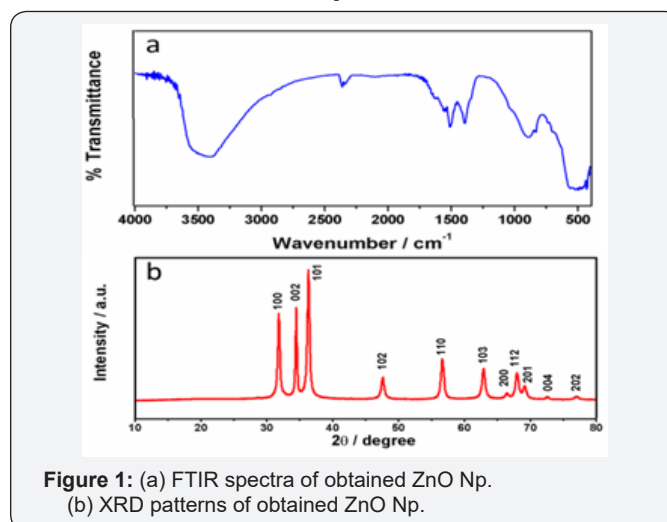 a
% Transmittance
4000 3500 3000 2500 2000 1500 1000 500
Wavenumber / cm⁻¹
b
Intensity / a.u.
100 002 101 102 110 103 200 112 201 004 202
10 20 30 40 50 60 70 80
2θ / degree
Figure 1: (a) FTIR spectra of obtained ZnO Np.
(b) XRD patterns of obtained ZnO Np.